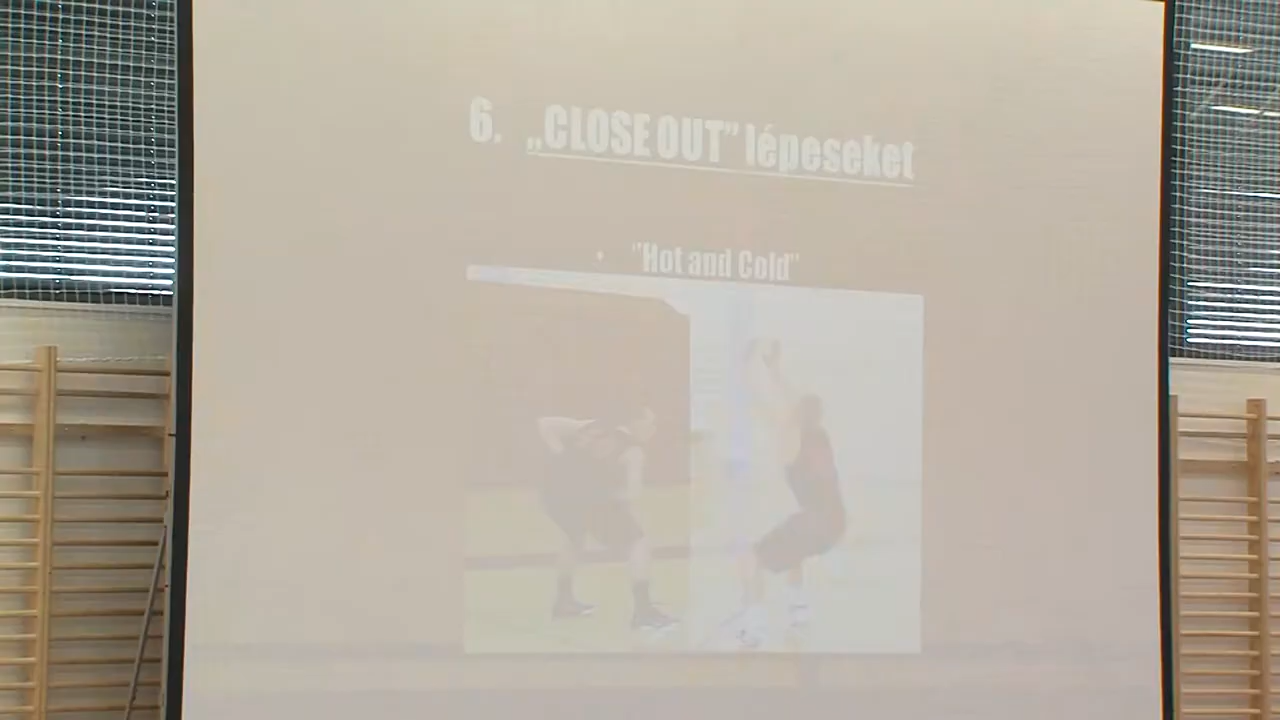 6. „CLOSE OUT” lépeseket
• "Hot and Cold"